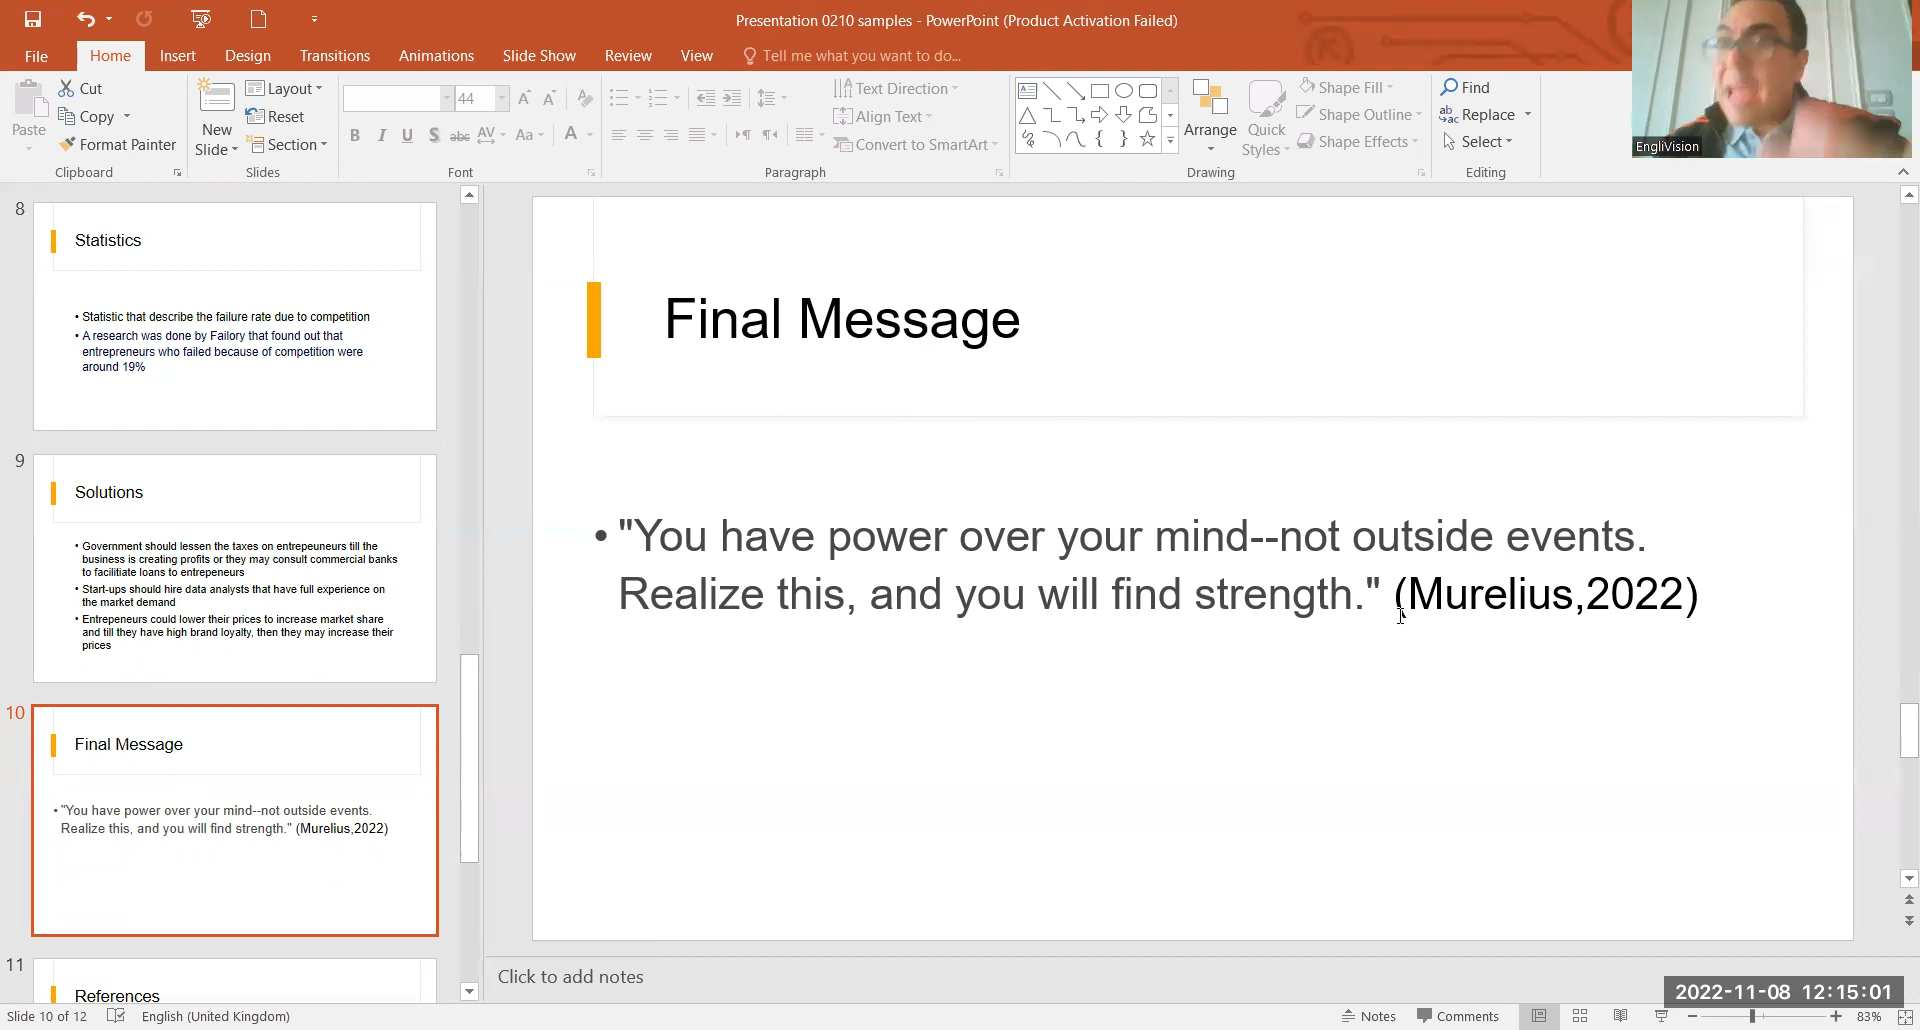 Presentation 0210 samples - PowerPoint (Product Activation Failed)
File Home Insert Design Transitions Animations Slide Show Review View Tell me what you want to do...
Paste
Cut
Copy
Format Painter
Clipboard
New
Slide
Layout
Reset
Section
Slides
44
B I U S abc AV Aa A
Font
Text Direction
Align Text
Convert to SmartArt
Paragraph
Arrange
Quick
Styles
Shape Fill
Shape Outline
Shape Effects
Drawing
Find
Replace
Select
Editing
EngliVision
8
Statistics
• Statistic that describe the failure rate due to competition
• A research was done by Failory that found out that
entrepreneurs who failed because of competition were
around 19%
9
Solutions
• Government should lessen the taxes on entrepeuneurs till the
business is creating profits or they may consult commercial banks
to facilitiate loans to entrepeneurs
• Start-ups should hire data analysts that have full experience on
the market demand
• Entrepeneurs could lower their prices to increase market share
and till they have high brand loyalty, then they may increase their
prices
10
Final Message
• "You have power over your mind--not outside events.
Realize this, and you will find strength." (Murelius,2022)
11
References
Final Message
• "You have power over your mind--not outside events.
Realize this, and you will find strength." (Murelius,2022)
Click to add notes
2022-11-08 12:15:01
Slide 10 of 12 English (United Kingdom) Notes Comments 83%